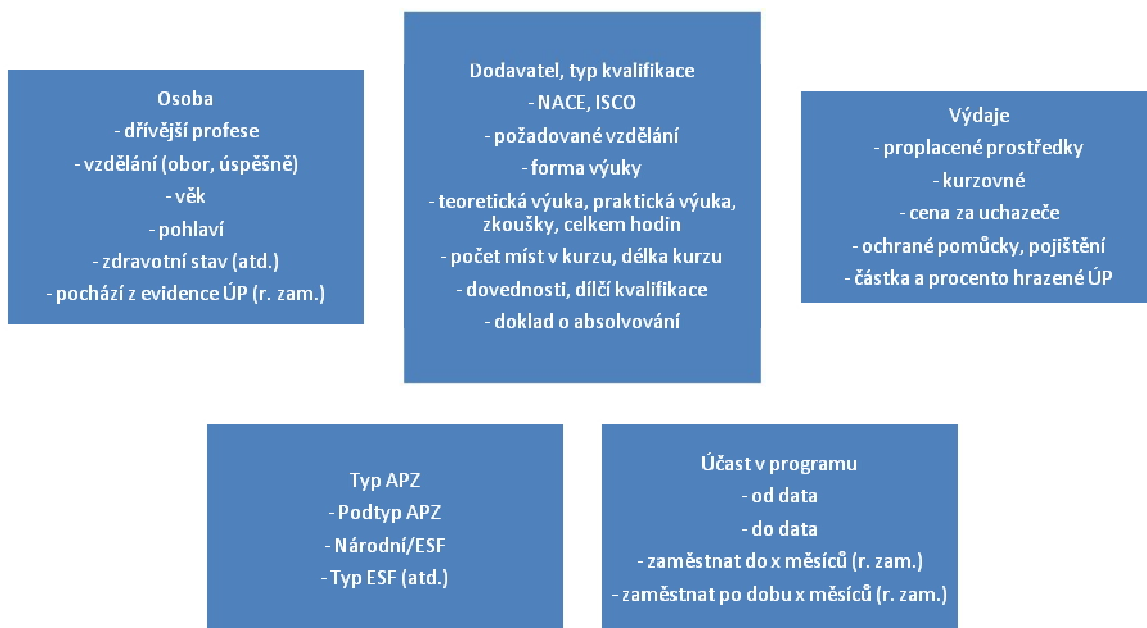 Osoba
- dřívější profese
- vzdělání (obor, úspěšně)
- věk
- pohlaví
- zdravotní stav (atd.)
- pochází z evidence ÚP (r. zam.)
Dodavatel, typ kvalifikace
- NACE, ISCO
- požadované vzdělání
- forma výuky
- teoretická výuka, praktická výuka,
zkoušky, celkem hodin
- počet míst v kurzu, délka kurzu
- dovednosti, dílčí kvalifikace
- doklad o absolvování
Výdaje
- proplacené prostředky
- kurzovné
- cena za uchazeče
- ochrané pomůcky, pojištění
- částka a procento hrazené ÚP
Typ APZ
- Podtyp APZ
- Národní/ESF
- Typ ESF (atd.)
Účast v programu
- od data
- do data
- zaměstnat do x měsíců (r. zam.)
- zaměstnat po dobu x měsíců (r. zam.)